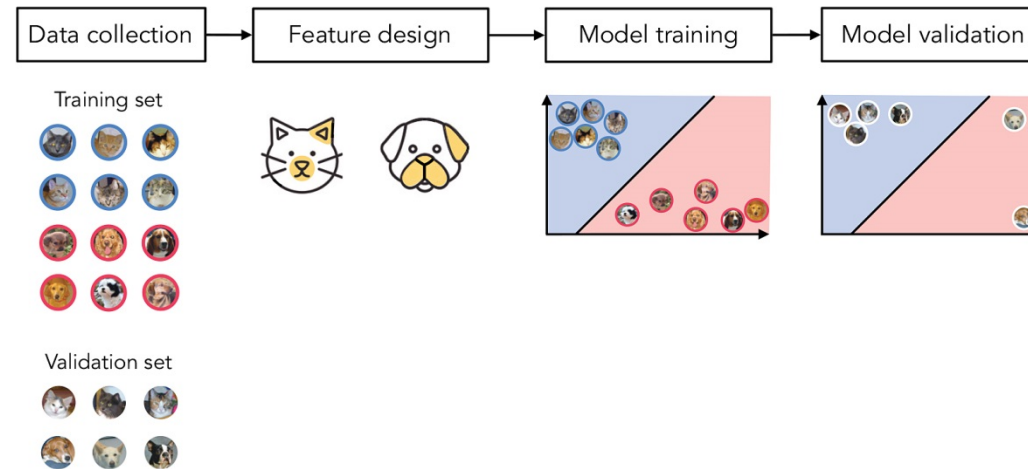 Data collection
Feature design
Model training
Model validation
Training set
Validation set